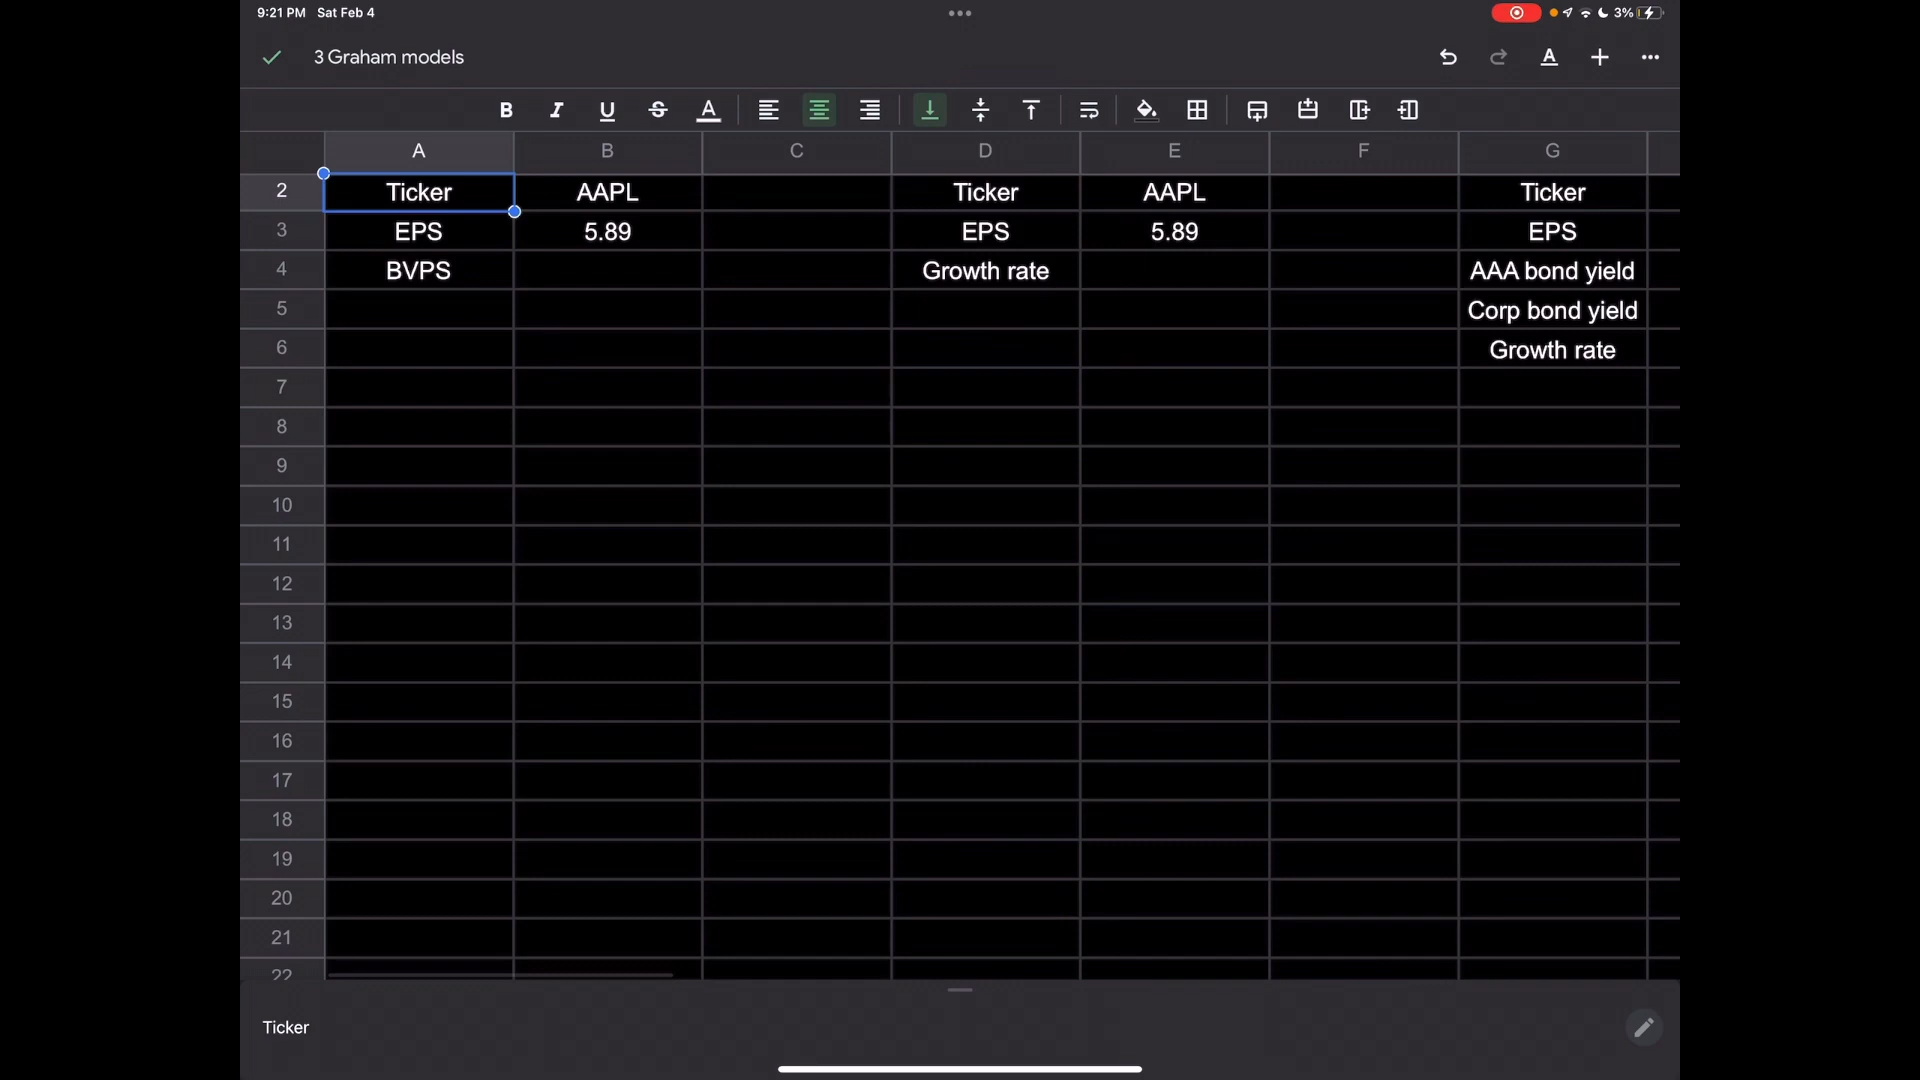 9:21 PM Sat Feb 4
3%
3 Graham models
B I U S A
A B C D E F G
2 Ticker AAPL Ticker AAPL Ticker
3 EPS 5.89 EPS 5.89 EPS
4 BVPS Growth rate AAA bond yield
5 Corp bond yield
6 Growth rate
7
8
9
10
11
12
13
14
15
16
17
18
19
20
21
22
Ticker